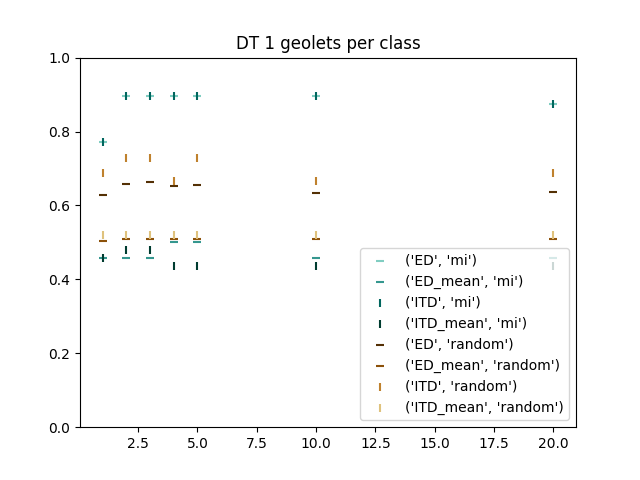 DT 1 geolets per class
1.0
0.8
0.6
0.4
0.2
0.0
2.5 5.0 7.5 10.0 12.5 15.0 17.5 20.0
('ED', 'mi')
('ED_mean', 'mi')
('ITD', 'mi')
('ITD_mean', 'mi')
('ED', 'random')
('ED_mean', 'random')
('ITD', 'random')
('ITD_mean', 'random')